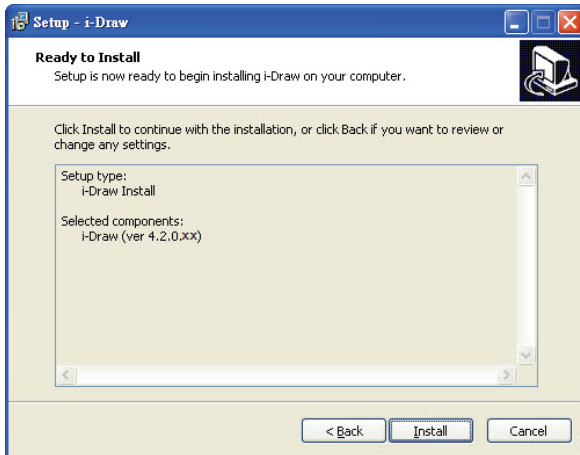 Setup - i-Draw
Ready to Install
Setup is now ready to begin installing i-Draw on your computer.
Click Install to continue with the installation, or click Back if you want to review or
change any settings.
Setup type:
i-Draw Install
Selected components:
i-Draw (ver 4.2.0.xx)
< Back
Install
Cancel